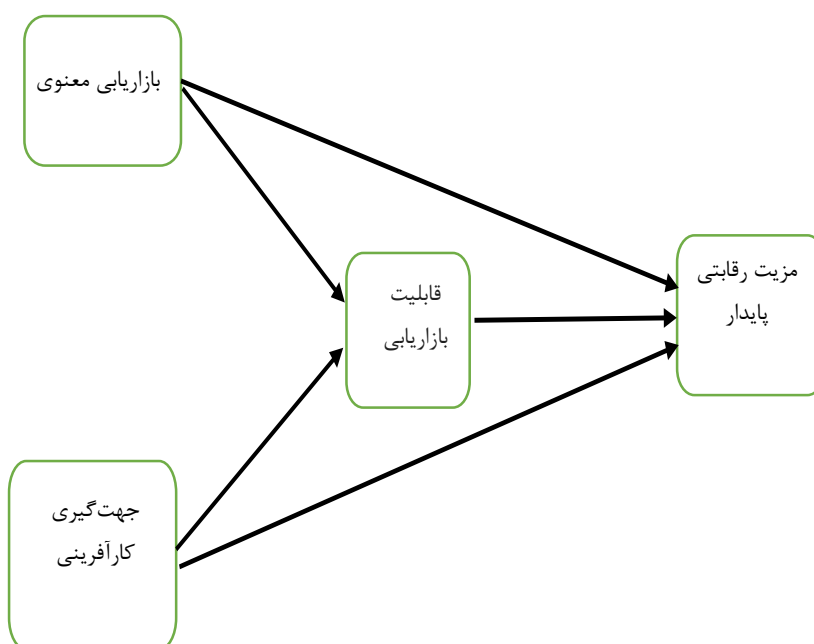 بازاریابی معنوی
مزیت رقابتی
پایدار
قابلیت
بازاریابی
جهت‌گیری
کارآفرینی